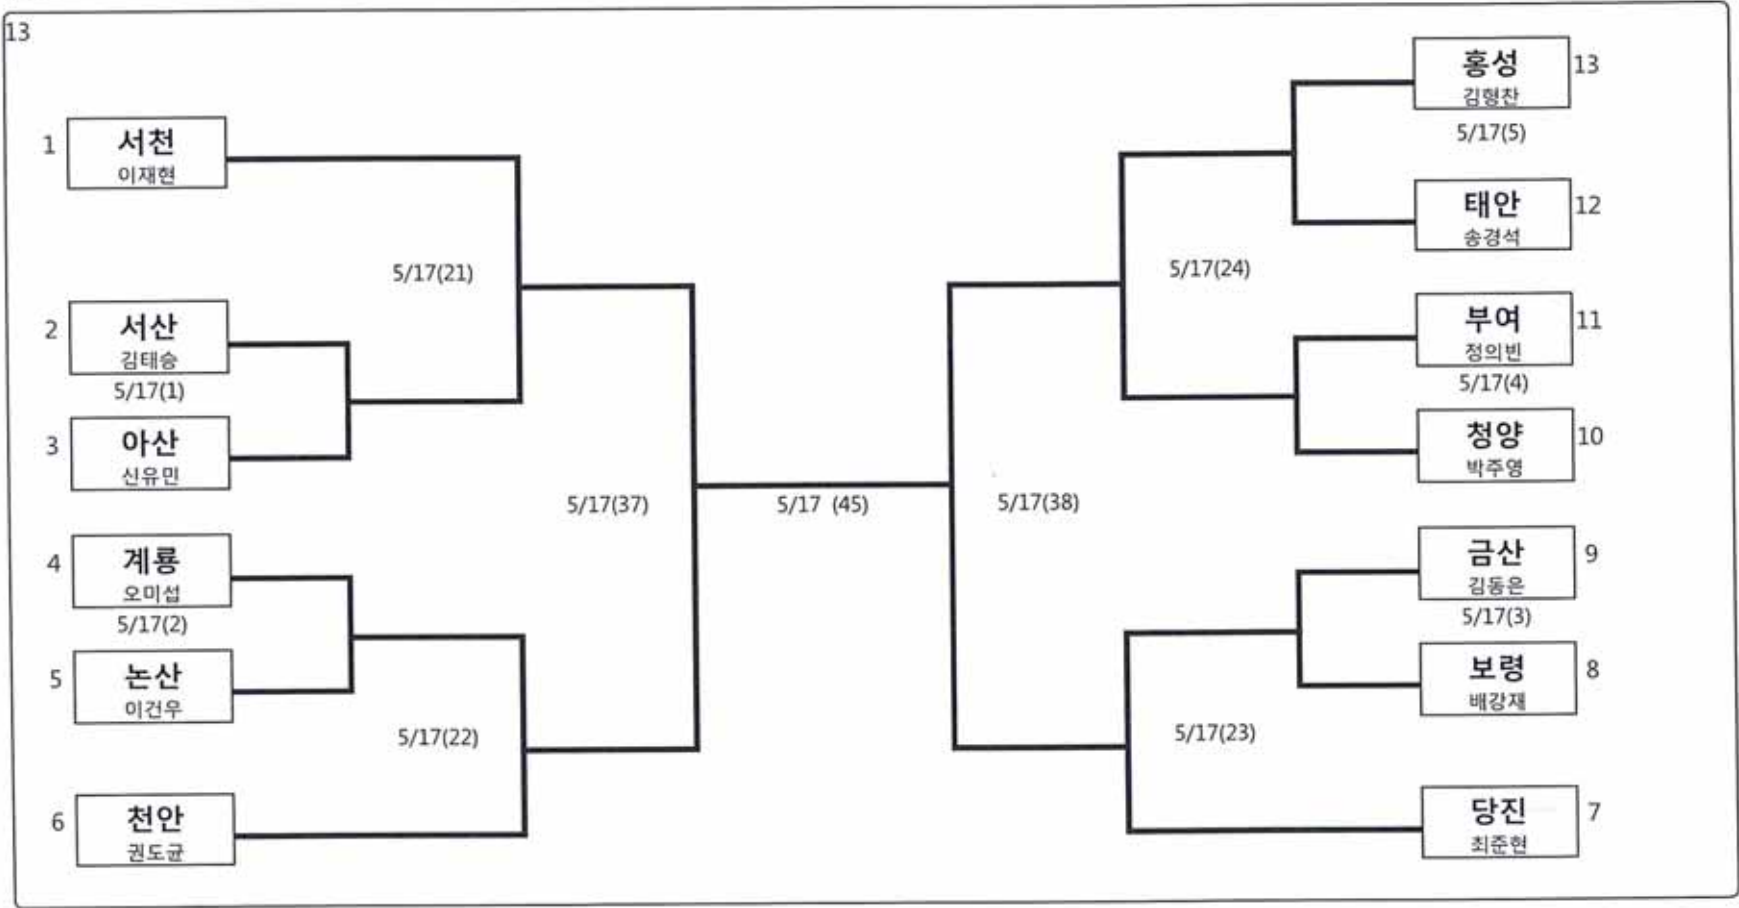 13
1
서천
이재현
5/17(21)
2
서산
김태승
5/17(1)
3
아산
신유민
5/17(37)
4
계룡
오미섭
5/17(2)
5
논산
이건우
5/17(22)
6
천안
권도균
5/17 (45)
홍성
13
김형찬
5/17(5)
태안
12
송경석
5/17(24)
부여
11
정의빈
5/17(4)
청양
10
박주영
5/17(38)
금산
9
김동은
5/17(3)
보령
8
배강재
5/17(23)
당진
7
최준현